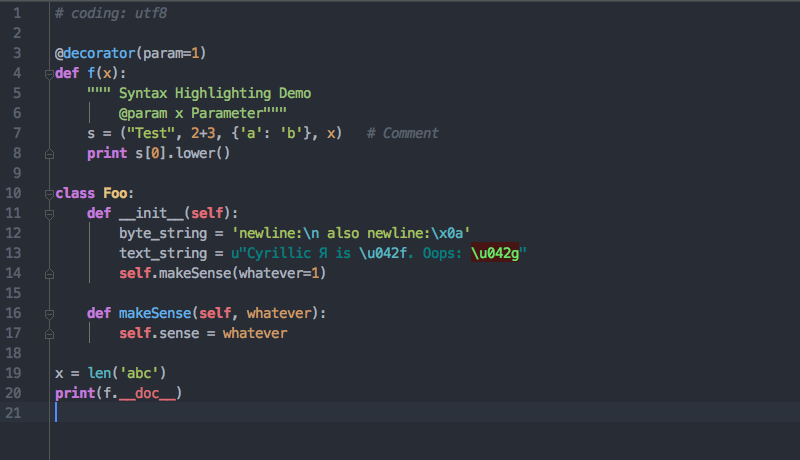 1 # coding: utf8
2
3 @decorator(param=1)
4 def f(x):
5     """ Syntax Highlighting Demo
6         @param x Parameter"""
7     s = ("Test", 2+3, {'a': 'b'}, x)   # Comment
8     print s[0].lower()
9
10 class Foo:
11     def __init__(self):
12         byte_string = 'newline:\n also newline:\x0a'
13         text_string = u"Cyrillic Я is \u042f. Oops: \u042g"
14         self.makeSense(whatever=1)
15
16     def makeSense(self, whatever):
17         self.sense = whatever
18
19 x = len('abc')
20 print(f.__doc__)
21